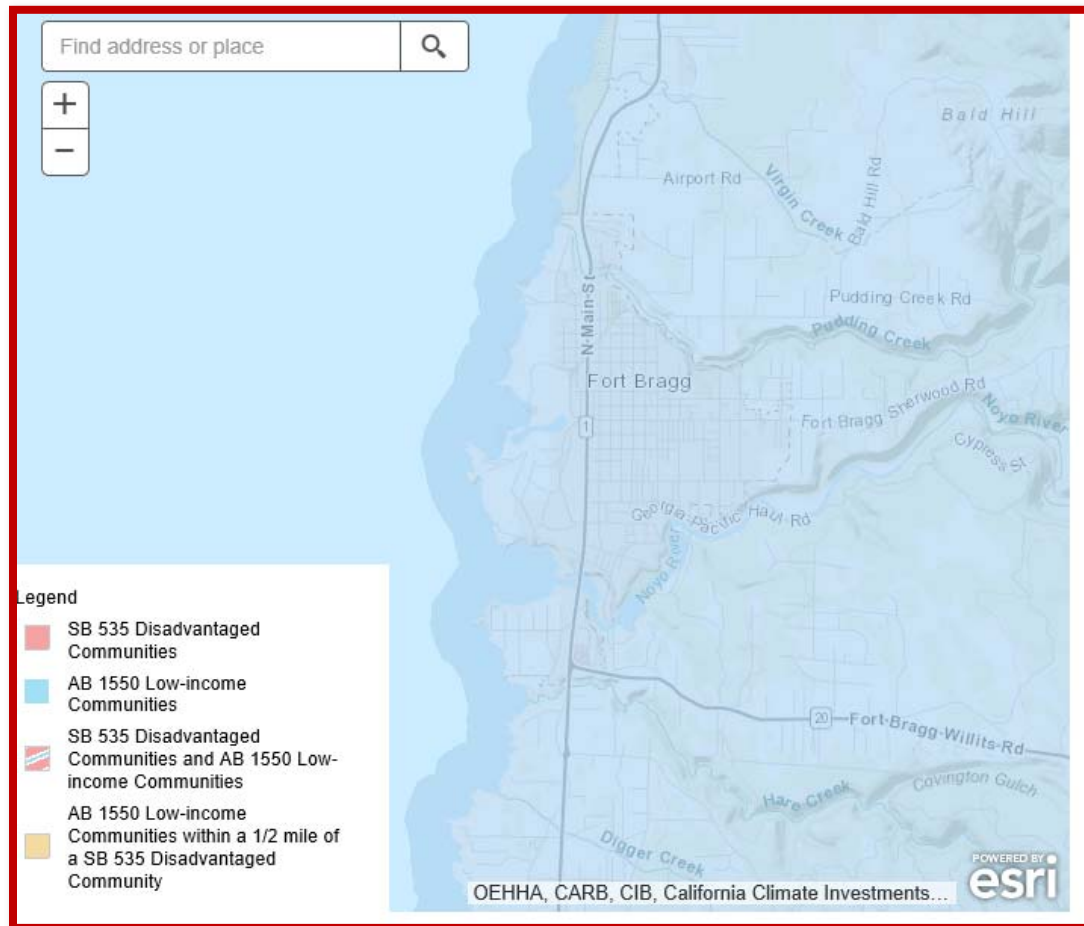 Find address or place
+
−
Bald Hill
Airport Rd
Virgin Creek
Bald Hill Rd
N Main St
Pudding Creek Rd
Pudding Creek
Fort Bragg
Fort Bragg Sherwood Rd
Noyo River
1
Cypress St
Georgia-Pacific Haul Rd
Noyo River
Legend
SB 535 Disadvantaged
Communities
AB 1550 Low-income
Communities
SB 535 Disadvantaged
Communities and AB 1550 Low-
income Communities
AB 1550 Low-income
Communities within a 1/2 mile of
a SB 535 Disadvantaged
Community
20
Fort-Bragg-Willits-Rd
Covington Gulch
Hare Creek
Digger Creek
POWERED BY
esri
OEHHA, CARB, CIB, California Climate Investments...